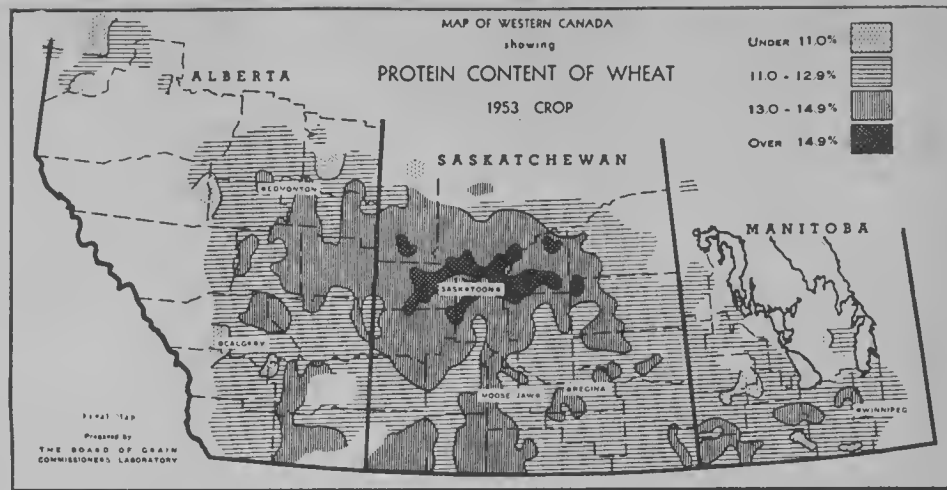 MAP OF WESTERN CANADA
showing
PROTEIN CONTENT OF WHEAT
1953 CROP
UNDER 11.0%
11.0 - 12.9%
13.0 - 14.9%
OVER 14.9%
ALBERTA
SASKATCHEWAN
MANITOBA
EDMONTON
SASKATOON
CALGARY
MOOSE JAW
REGINA
WINNIPEG
Final Map
Prepared by
THE BOARD OF GRAIN
COMMISSIONERS LABORATORY